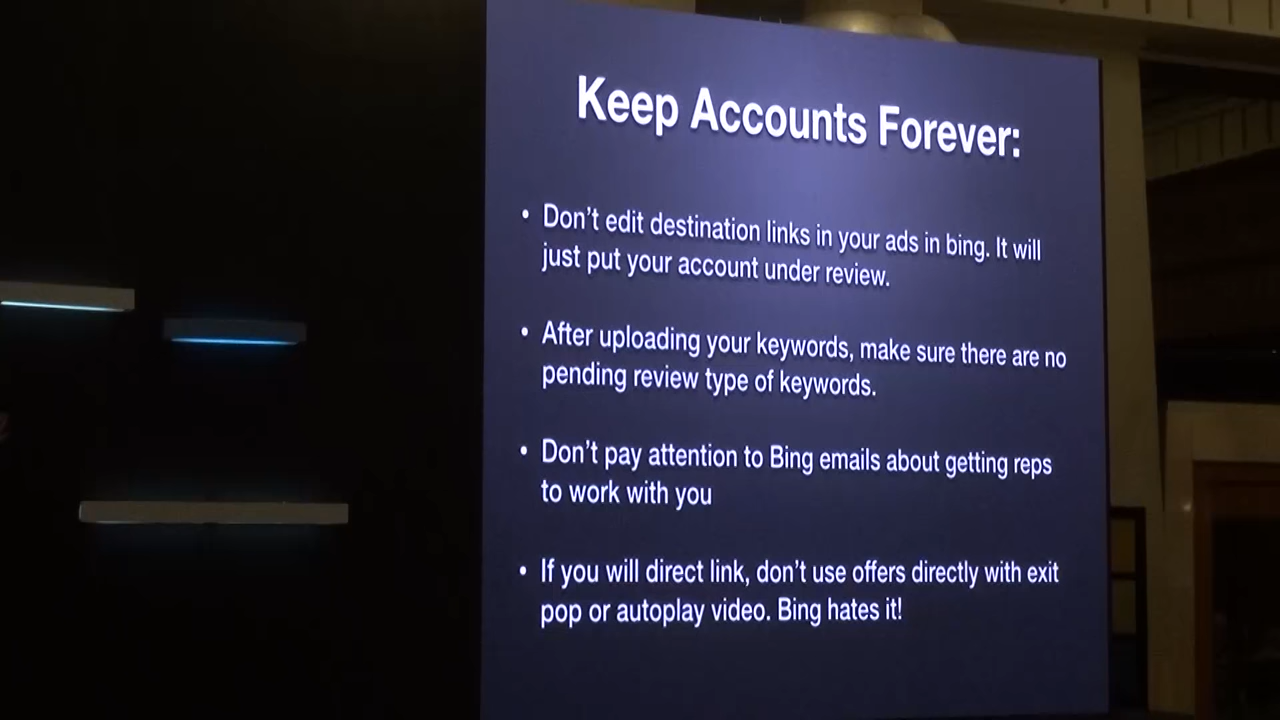 Keep Accounts Forever:
• Don’t edit destination links in your ads in bing. It will
just put your account under review.
• After uploading your keywords, make sure there are no
pending review type of keywords.
• Don’t pay attention to Bing emails about getting reps
to work with you
• If you will direct link, don’t use offers directly with exit
pop or autoplay video. Bing hates it!